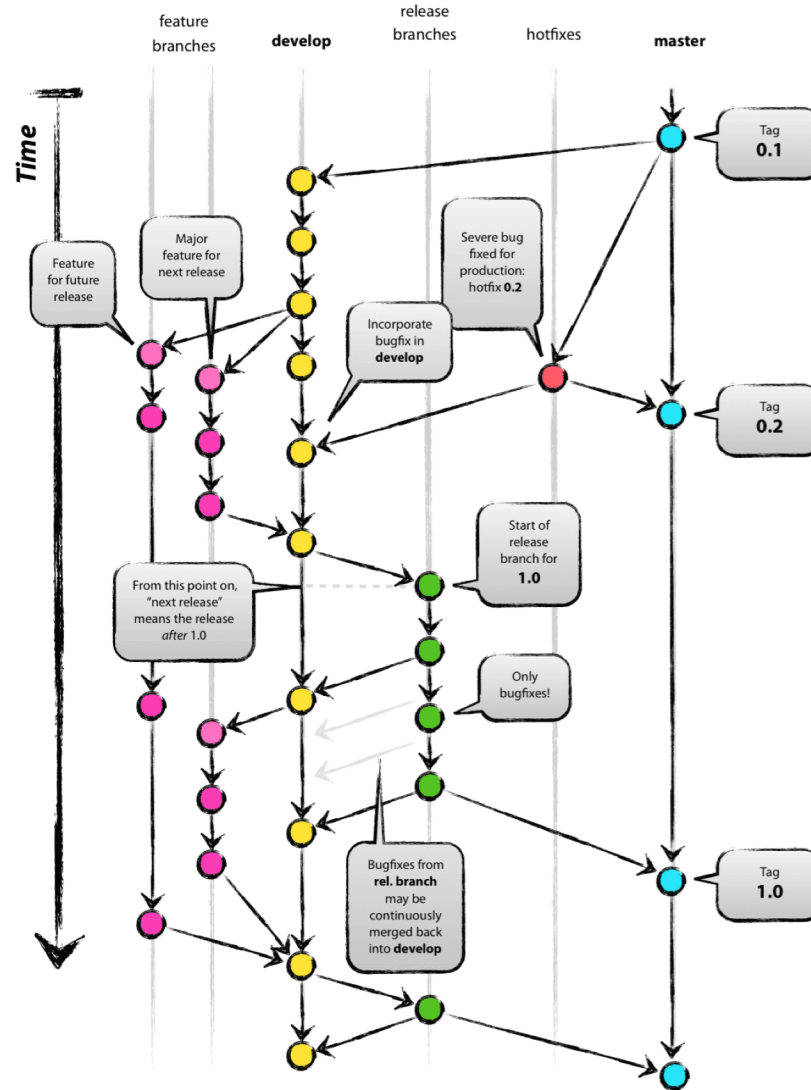 feature
branches
develop
release
branches
hotfixes
master
Time
Tag
0.1
Major
feature for
next release
Feature
for future
release
Severe bug
fixed for
production:
hotfix 0.2
Incorporate
bugfix in
develop
Tag
0.2
Start of
release
branch for
1.0
From this point on,
“next release”
means the release
after 1.0
Only
bugfixes!
Bugfixes from
rel. branch
may be
continuously
merged back
into develop
Tag
1.0